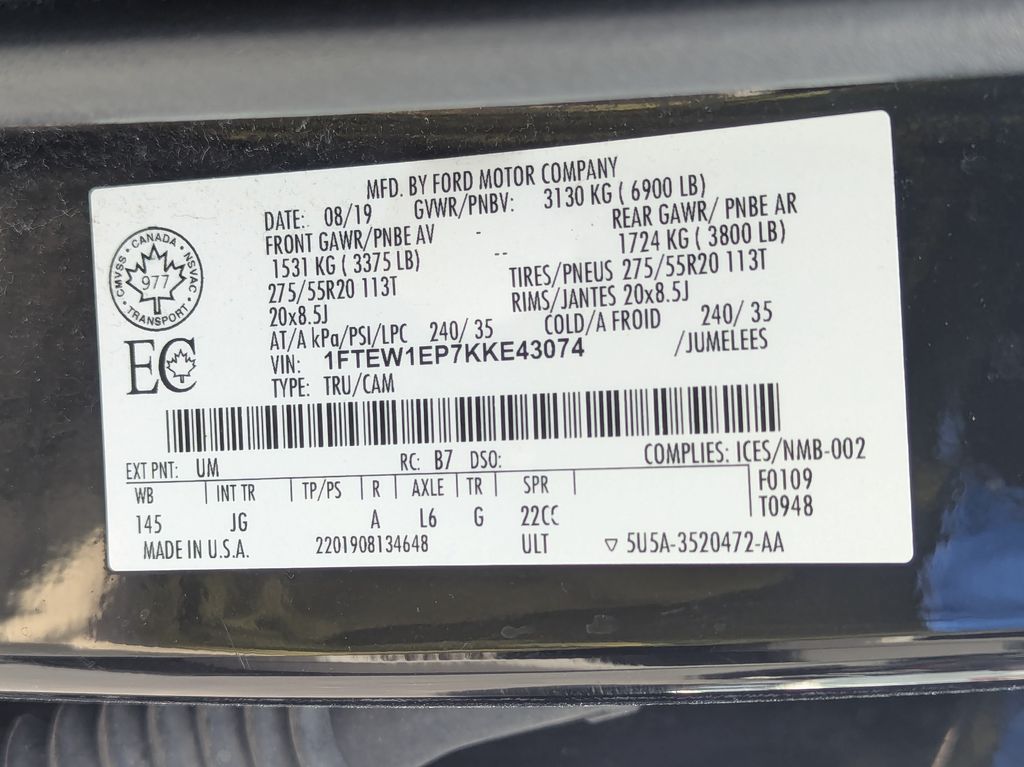 MFD. BY FORD MOTOR COMPANY
DATE: 08/19 GVWR/PNBV: 3130 KG ( 6900 LB)
FRONT GAWR/PNBE AV REAR GAWR/ PNBE AR
1531 KG ( 3375 LB) 1724 KG ( 3800 LB)
275/55R20 113T TIRES/PNEUS 275/55R20 113T
20x8.5J RIMS/JANTES 20x8.5J
AT/A kPa/PSI/LPC 240/ 35 COLD/A FROID 240/ 35
VIN: 1FTEW1EP7KKE43074 /JUMELEES
TYPE: TRU/CAM
CANADA
CMVSS NSVAC
977
TRANSPORT
EC
EXT PNT: UM RC: B7 DSO: COMPLIES: ICES/NMB-002
WB INT TR TP/PS R AXLE TR SPR F0109
145 JG A L6 G 22CC T0948
MADE IN U.S.A. 2201908134648 ULT ▽ 5U5A-3520472-AA